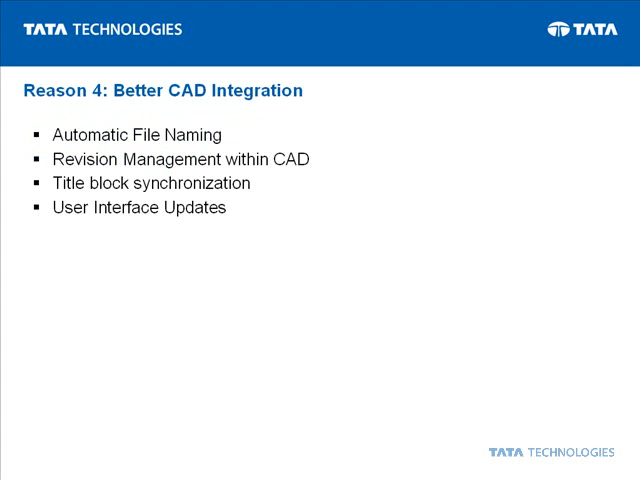 TATA TECHNOLOGIES
TATA
Reason 4: Better CAD Integration
▪ Automatic File Naming
▪ Revision Management within CAD
▪ Title block synchronization
▪ User Interface Updates
TATA TECHNOLOGIES